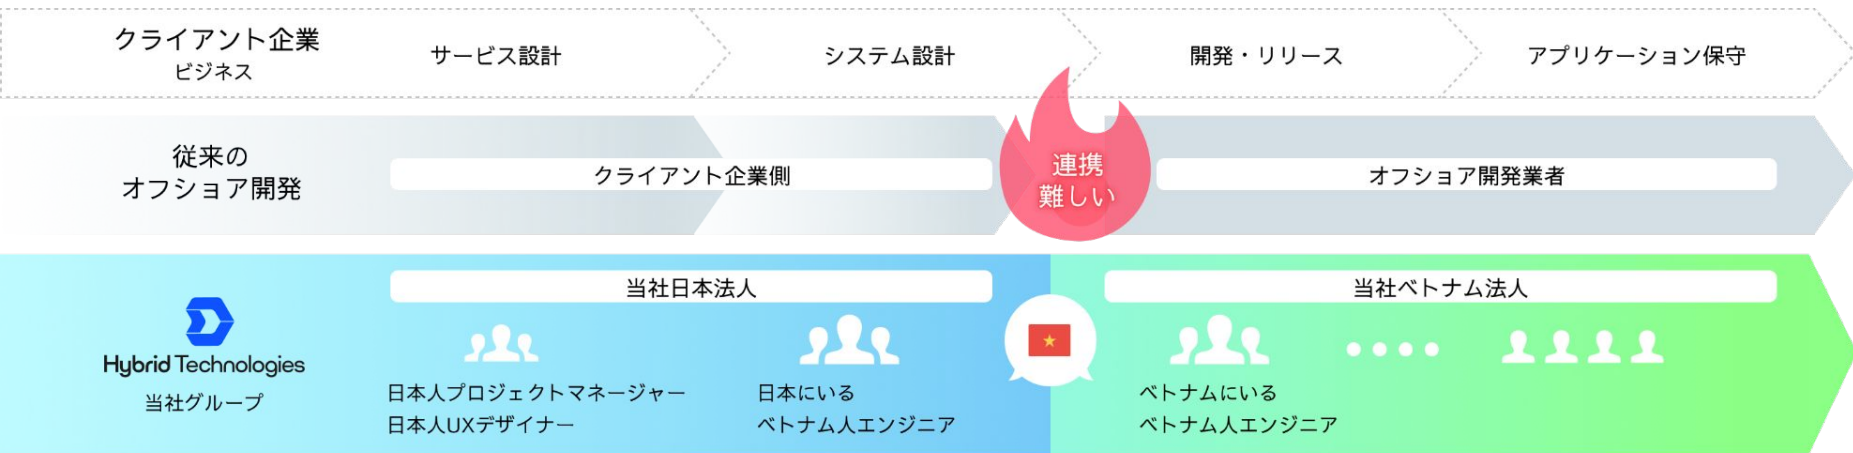 クライアント企業
ビジネス
サービス設計
システム設計
開発・リリース
アプリケーション保守
従来の
オフショア開発
クライアント企業側
連携
難しい
オフショア開発業者
Hybrid Technologies
当社グループ
当社日本法人
日本人プロジェクトマネージャー
日本人UXデザイナー
日本にいる
ベトナム人エンジニア
当社ベトナム法人
ベトナムにいる
ベトナム人エンジニア